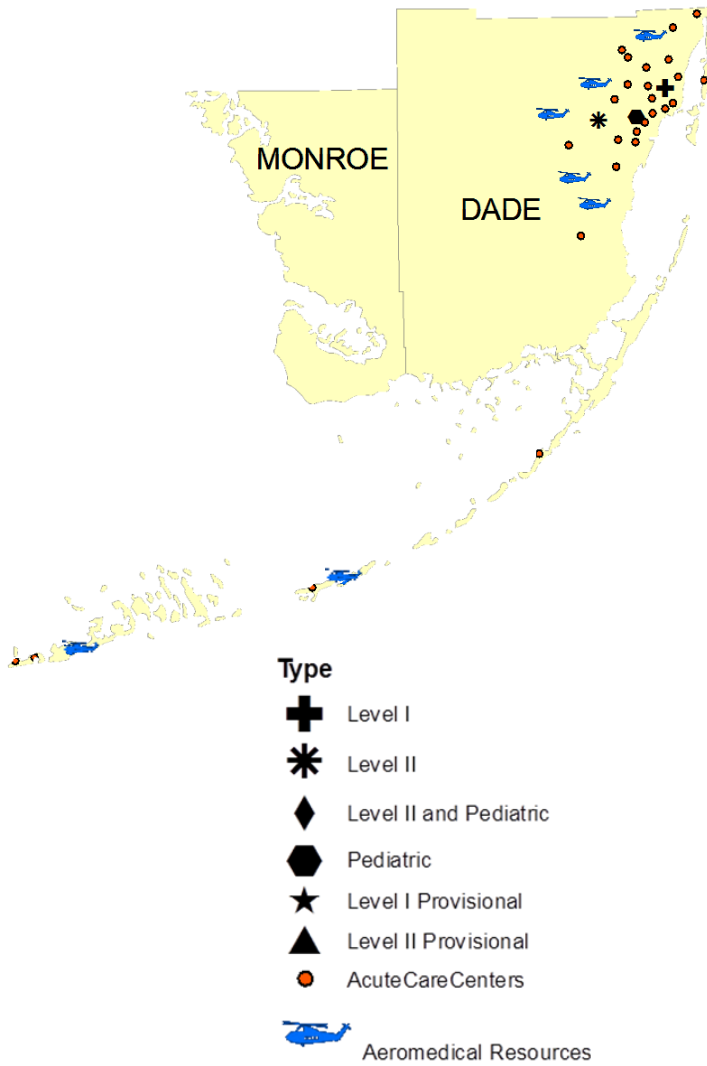 MONROE
DADE
Type
Level I
Level II
Level II and Pediatric
Pediatric
Level I Provisional
Level II Provisional
AcuteCareCenters
Aeromedical Resources